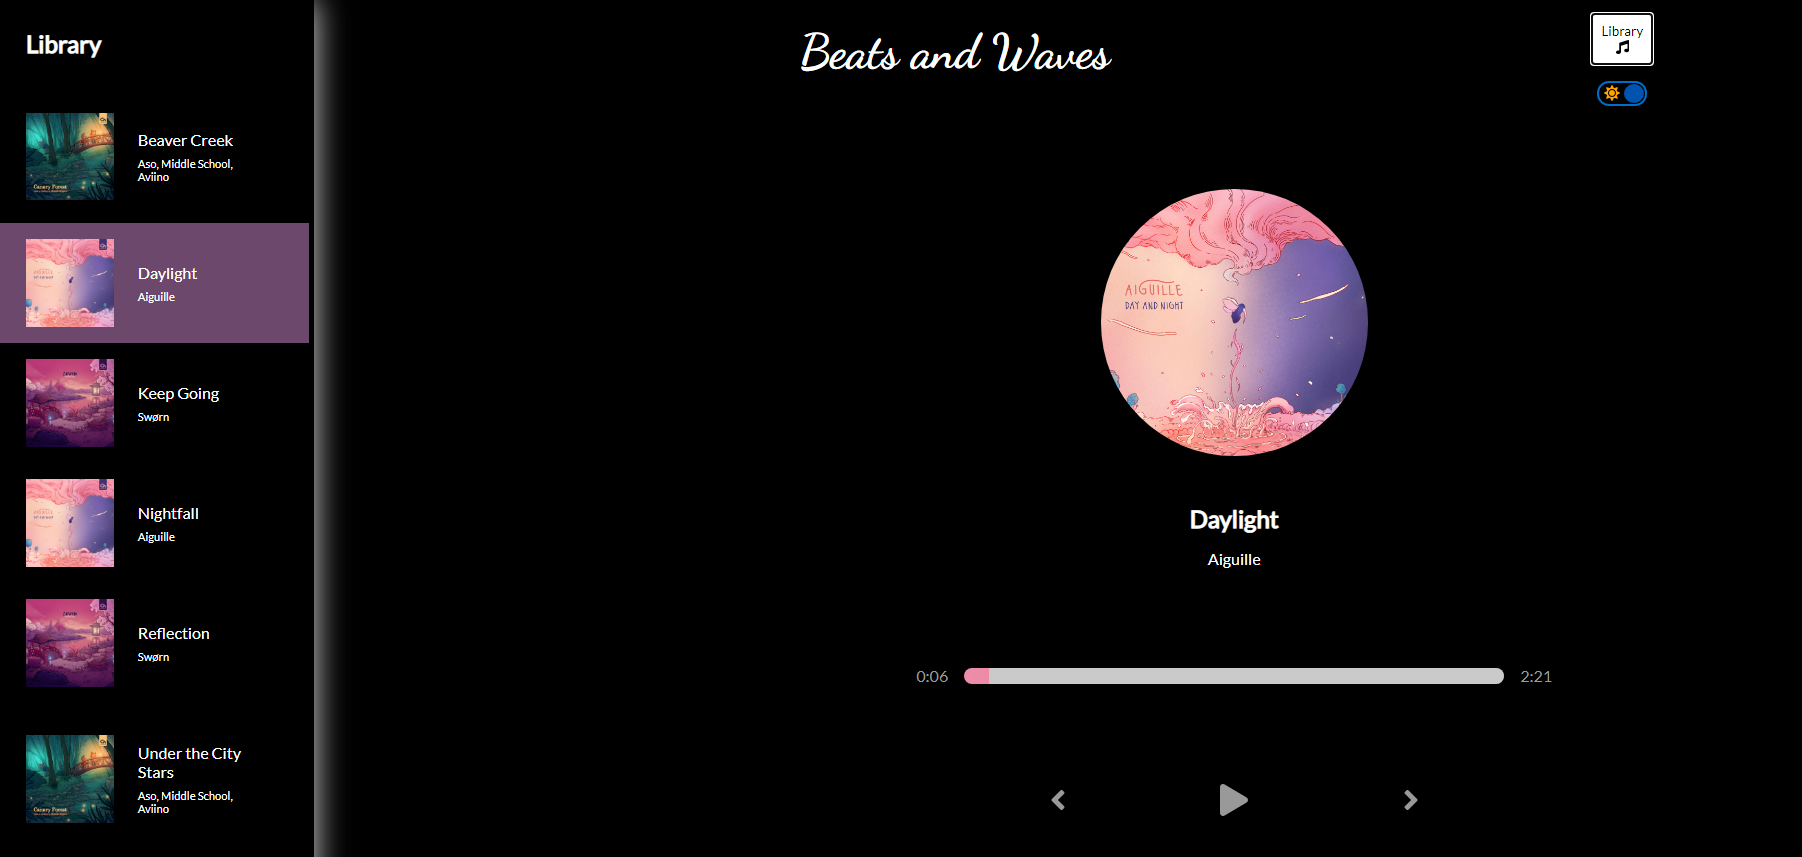 Library
Beaver Creek
Aso, Middle School,
Aviino
Daylight
Aiguille
Keep Going
Swørn
Nightfall
Aiguille
Reflection
Swørn
Under the City
Stars
Aso, Middle School,
Aviino
Beats and Waves
Library
AIGUILLE
DAY AND NIGHT
Daylight
Aiguille
0:06
2:21
Canary Forest